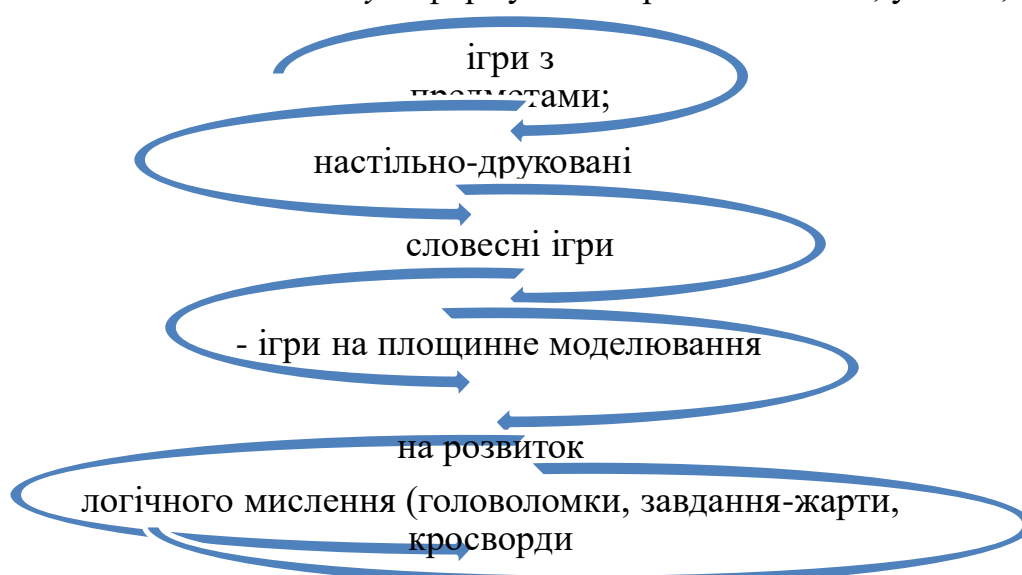 ігри з
предметами;
настільно-друковані
словесні ігри
- ігри на площинне моделювання
на розвиток
логічного мислення (головоломки, завдання-жарти,
кросворди